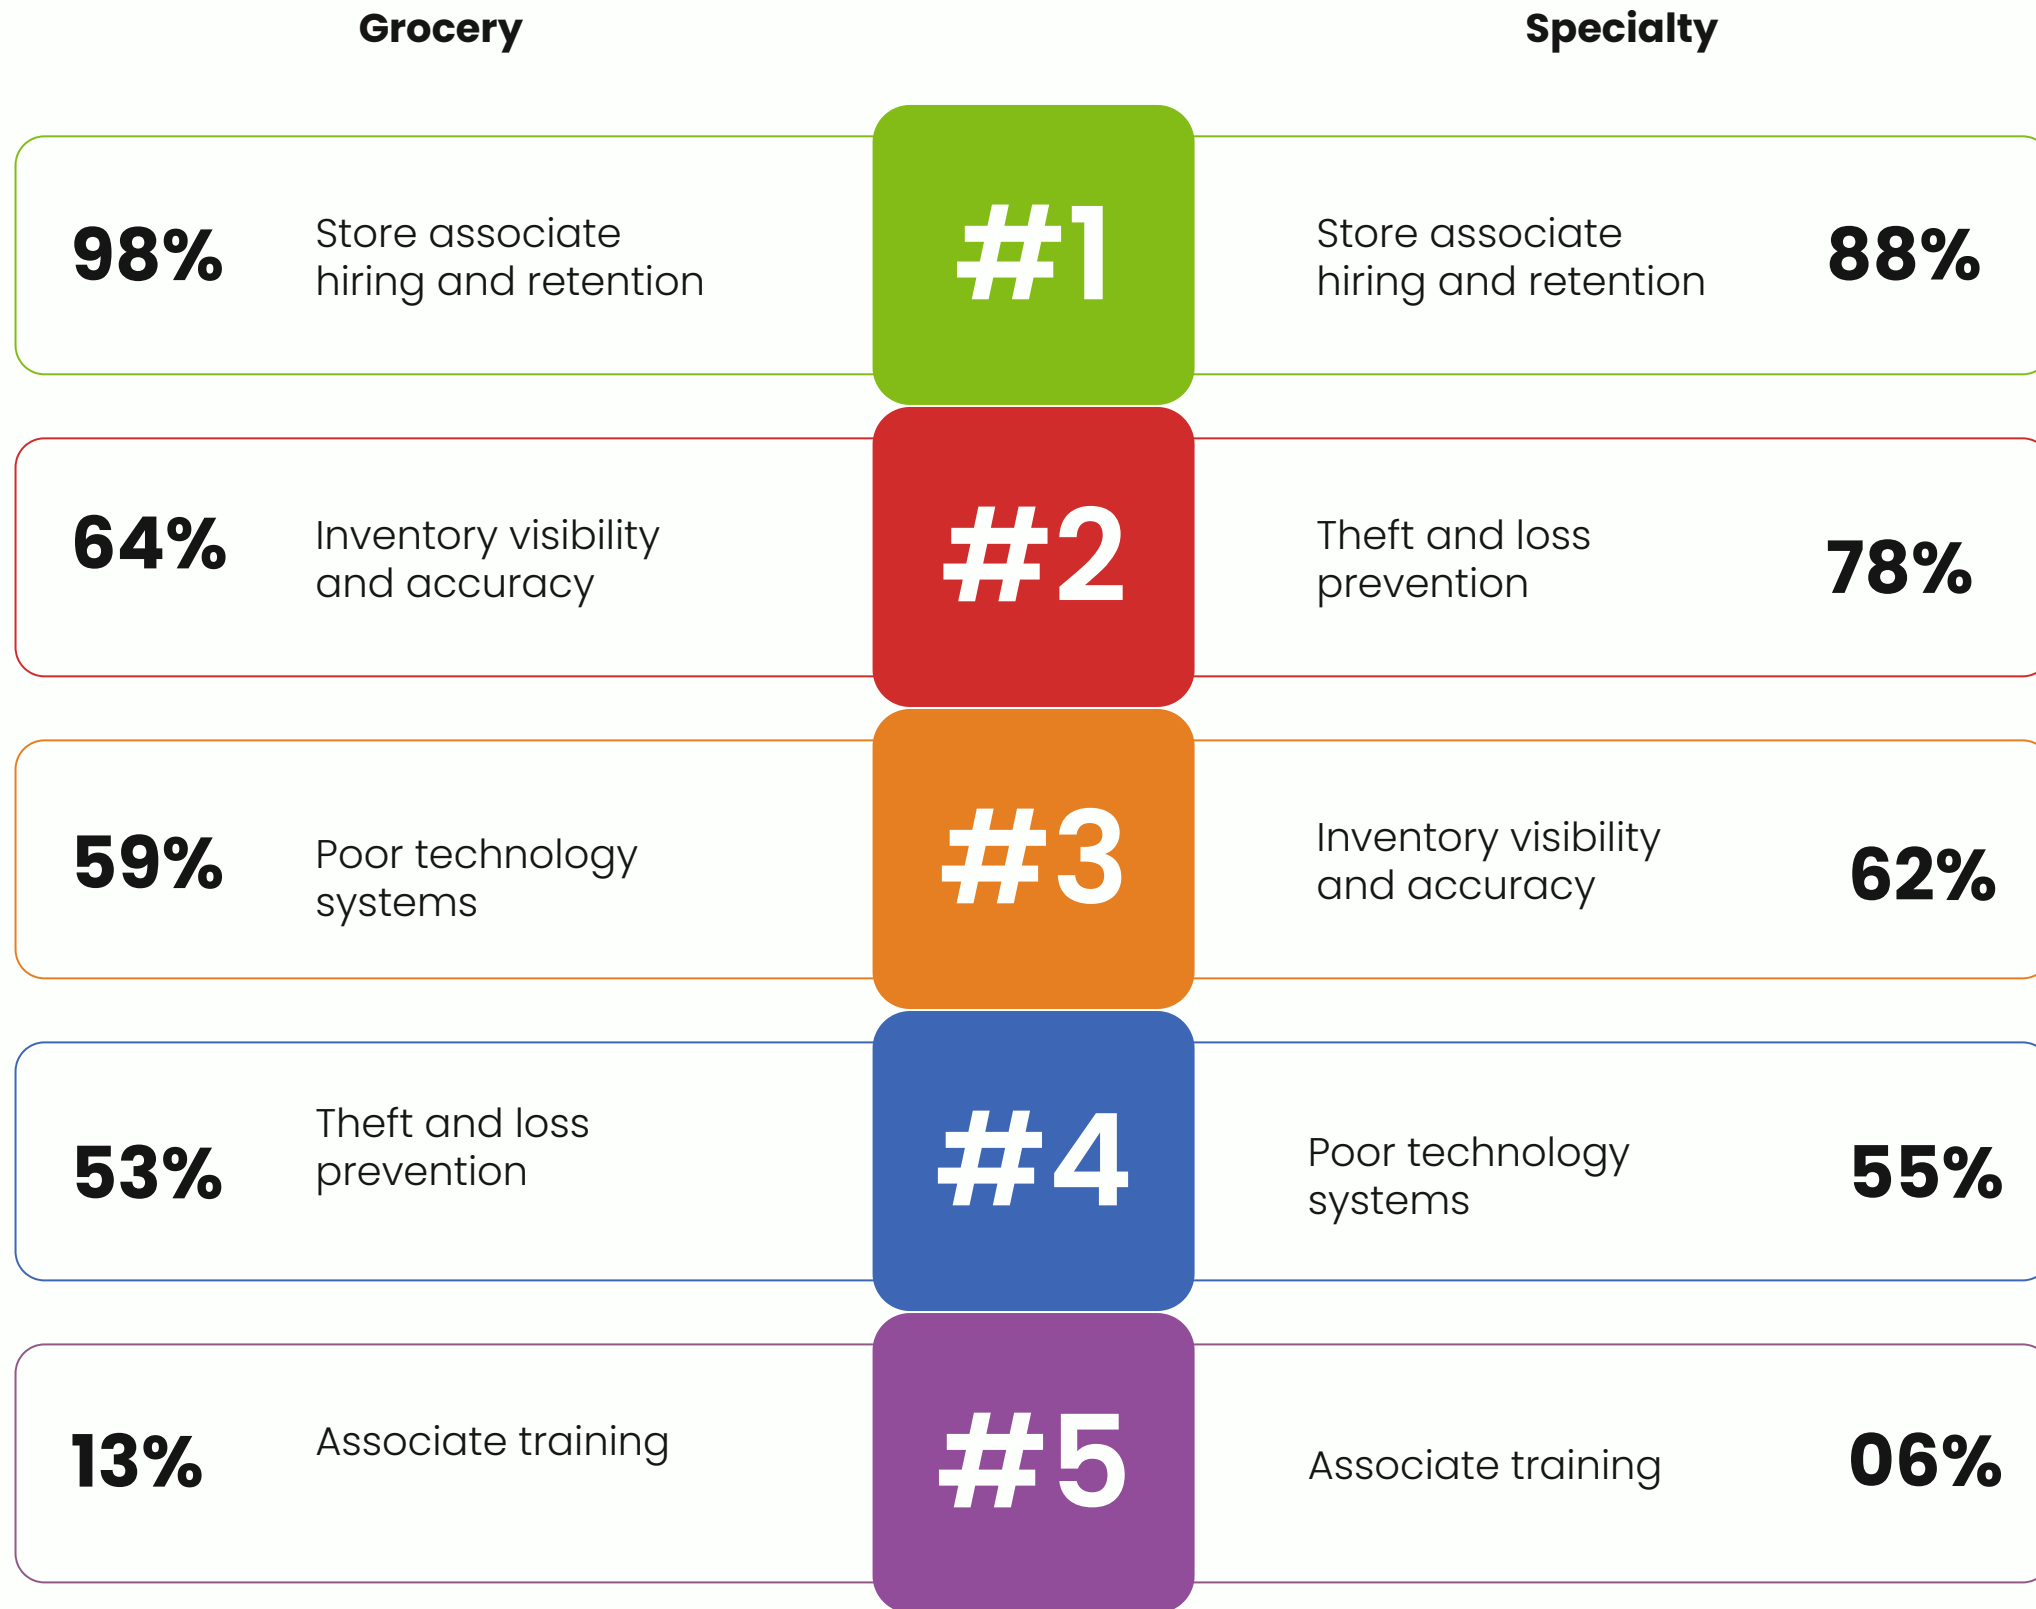 Grocery
Specialty
98%
Store associate
hiring and retention
#1
Store associate
hiring and retention
88%
64%
Inventory visibility
and accuracy
#2
Theft and loss
prevention
78%
59%
Poor technology
systems
#3
Inventory visibility
and accuracy
62%
53%
Theft and loss
prevention
#4
Poor technology
systems
55%
13%
Associate training
#5
Associate training
06%